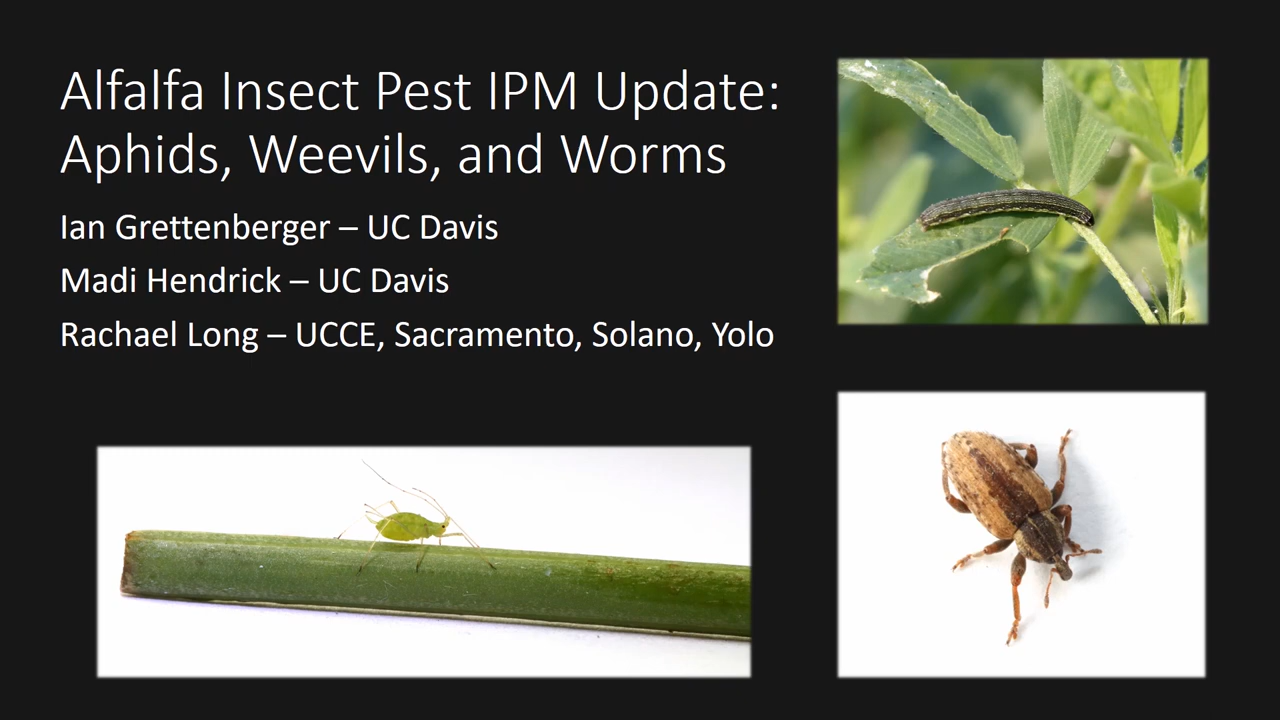 Alfalfa Insect Pest IPM Update:
Aphids, Weevils, and Worms
Ian Grettenberger – UC Davis
Madi Hendrick – UC Davis
Rachael Long – UCCE, Sacramento, Solano, Yolo